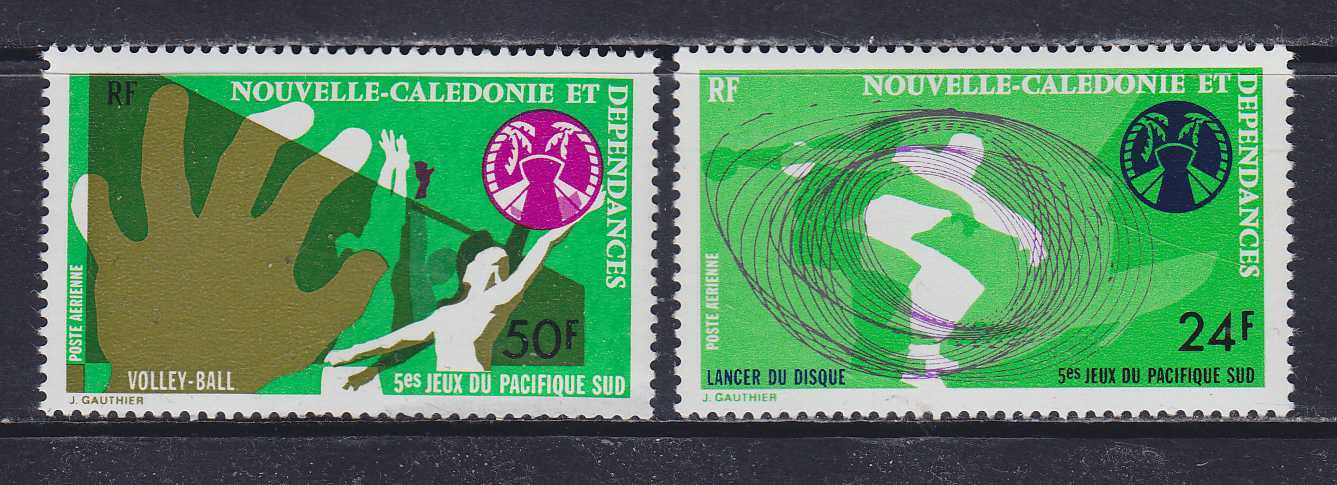 RF
NOUVELLE-CALEDONIE ET
DEPENDANCES
POSTE AERIENNE
50F
VOLLEY-BALL
5es JEUX DU PACIFIQUE SUD
J. GAUTHIER
RF
NOUVELLE-CALEDONIE ET
DEPENDANCES
POSTE AERIENNE
24F
LANCER DU DISQUE
5es JEUX DU PACIFIQUE SUD
J. GAUTHIER